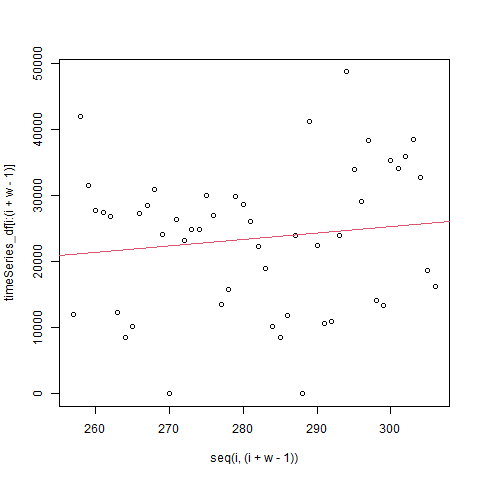 50000
40000
30000
20000
10000
0
timeSeries_df[i:(i + w - 1)]
260 270 280 290 300
seq(i, (i + w - 1))